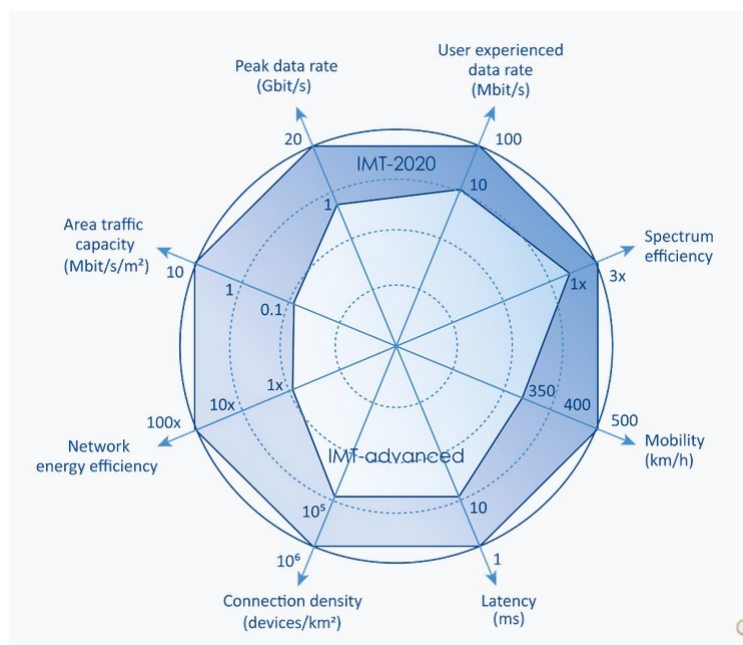 User experienced
data rate
(Mbit/s)
Peak data rate
(Gbit/s)
20
100
IMT-2020
1
10
Area traffic
capacity
(Mbit/s/m²)
Spectrum
efficiency
10
1
0.1
1x
3x
1x
10x
100x
350
400
500
Mobility
(km/h)
Network
energy efficiency
IMT-advanced
10⁵
10
10⁶
1
Connection density
(devices/km²)
Latency
(ms)